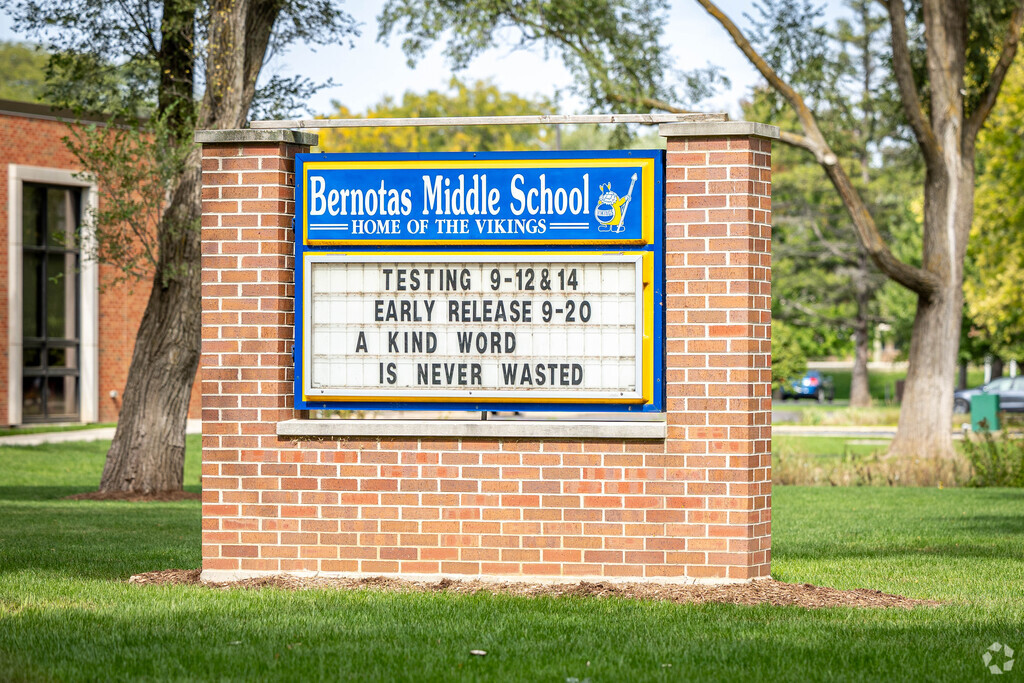 Bernotas Middle School
HOME OF THE VIKINGS
TESTING 9-12&14
EARLY RELEASE 9-20
A KIND WORD
IS NEVER WASTED